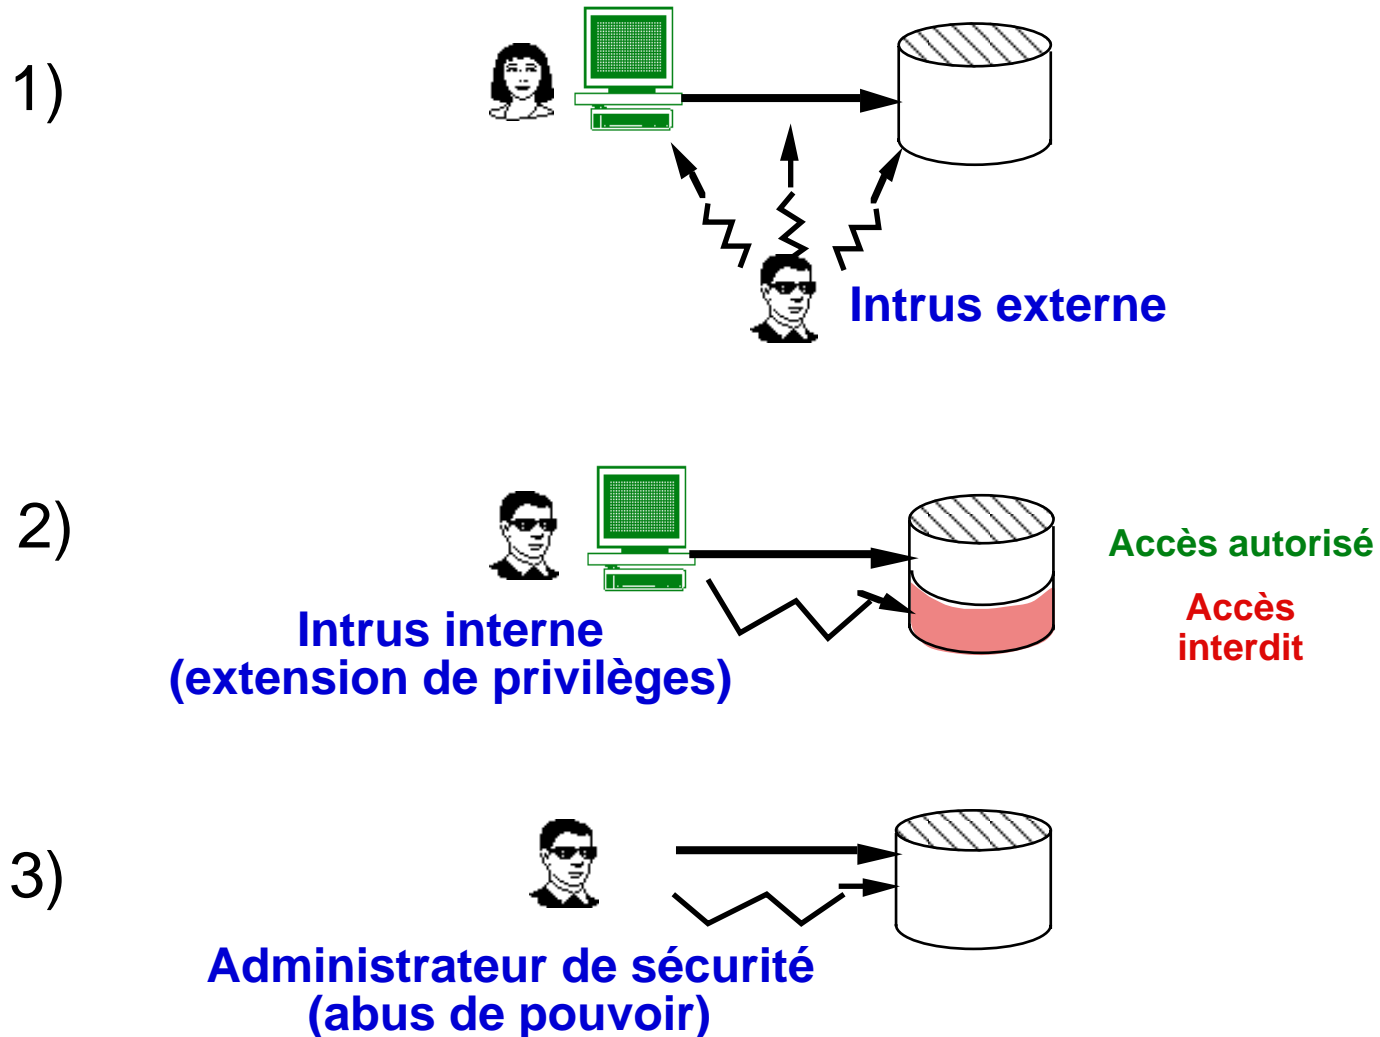 1)
Intrus externe
2)
Accès autorisé
Accès
interdit
Intrus interne
(extension de privilèges)
3)
Administrateur de sécurité
(abus de pouvoir)